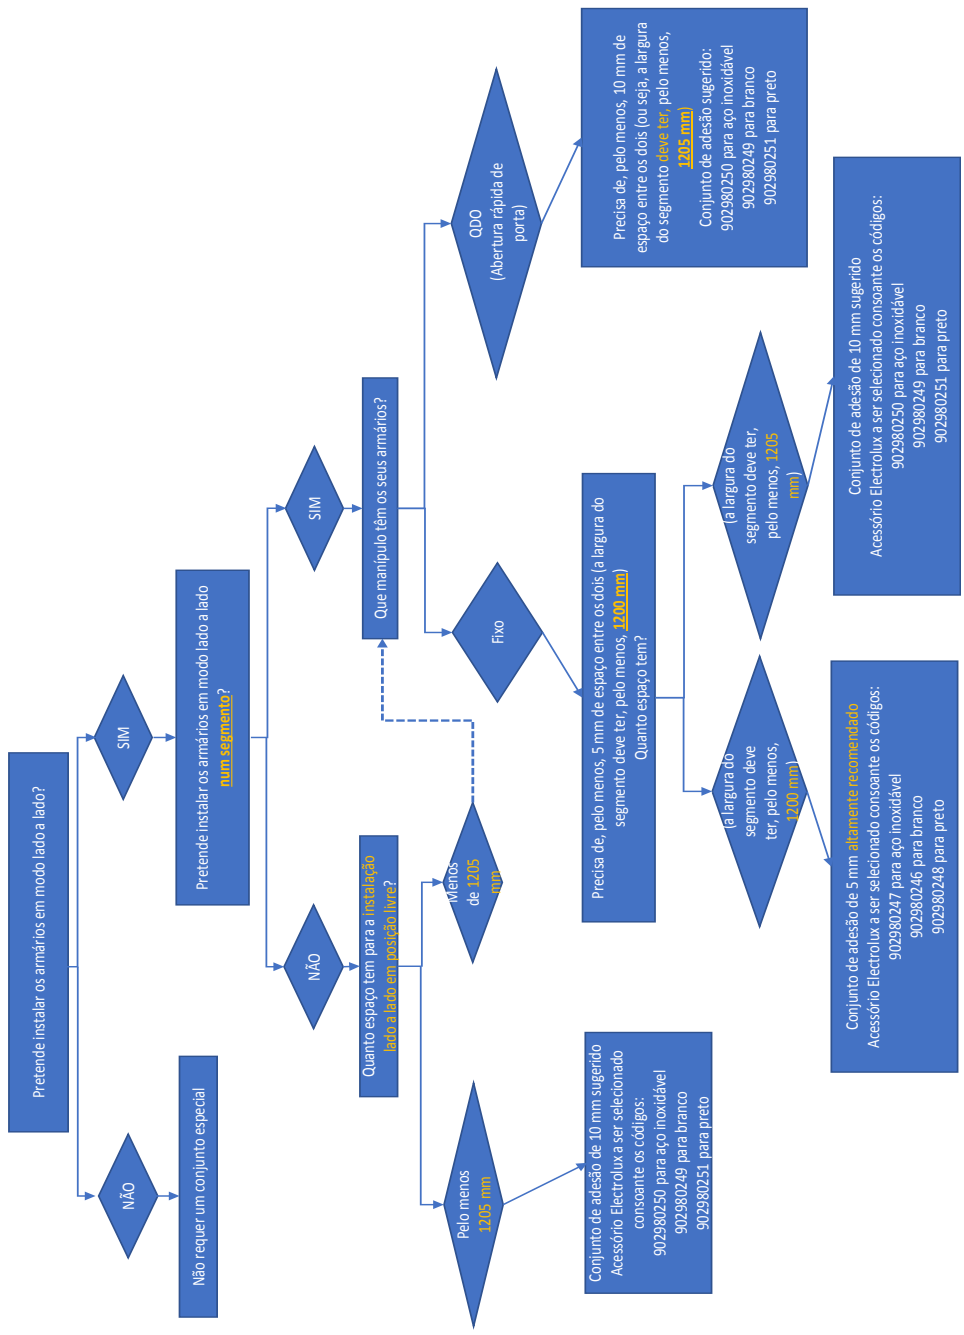 Pretende instalar os armários em modo lado a lado?
NÃO
SIM
Não requer um conjunto especial
Pretende instalar os armários em modo lado a lado
num segmento?
NÃO
SIM
Quanto espaço tem para a instalação
lado a lado em posição livre?
Que manípulo têm os seus armários?
Pelo menos
1205 mm
Menos
de 1205
mm
Fixo
QDO
(Abertura rápida de
porta)
Conjunto de adesão de 10 mm sugerido
Acessório Electrolux a ser selecionado
consoante os códigos:
902980250 para aço inoxidável
902980249 para branco
902980251 para preto
Precisa de, pelo menos, 5 mm de espaço entre os dois (a largura do
segmento deve ter, pelo menos, 1200 mm)
Quanto espaço tem?
Precisa de, pelo menos, 10 mm de
espaço entre os dois (ou seja, a largura
do segmento deve ter, pelo menos,
1205 mm)
Conjunto de adesão sugerido:
902980250 para aço inoxidável
902980249 para branco
902980251 para preto
(a largura do
segmento deve
ter, pelo menos,
1200 mm)
(a largura do
segmento deve ter,
pelo menos, 1205
mm)
Conjunto de adesão de 5 mm altamente recomendado
Acessório Electrolux a ser selecionado consoante os códigos:
902980247 para aço inoxidável
902980246 para branco
902980248 para preto
Conjunto de adesão de 10 mm sugerido
Acessório Electrolux a ser selecionado consoante os códigos:
902980250 para aço inoxidável
902980249 para branco
902980251 para preto